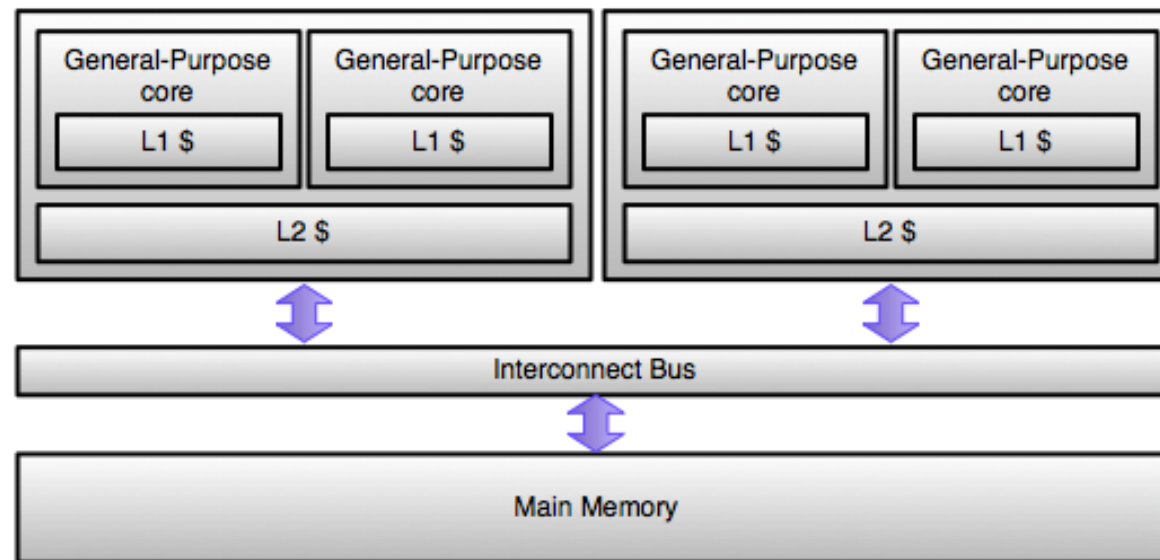 General-Purpose
core
L1 $
General-Purpose
core
L1 $
L2 $
General-Purpose
core
L1 $
General-Purpose
core
L1 $
L2 $
Interconnect Bus
Main Memory